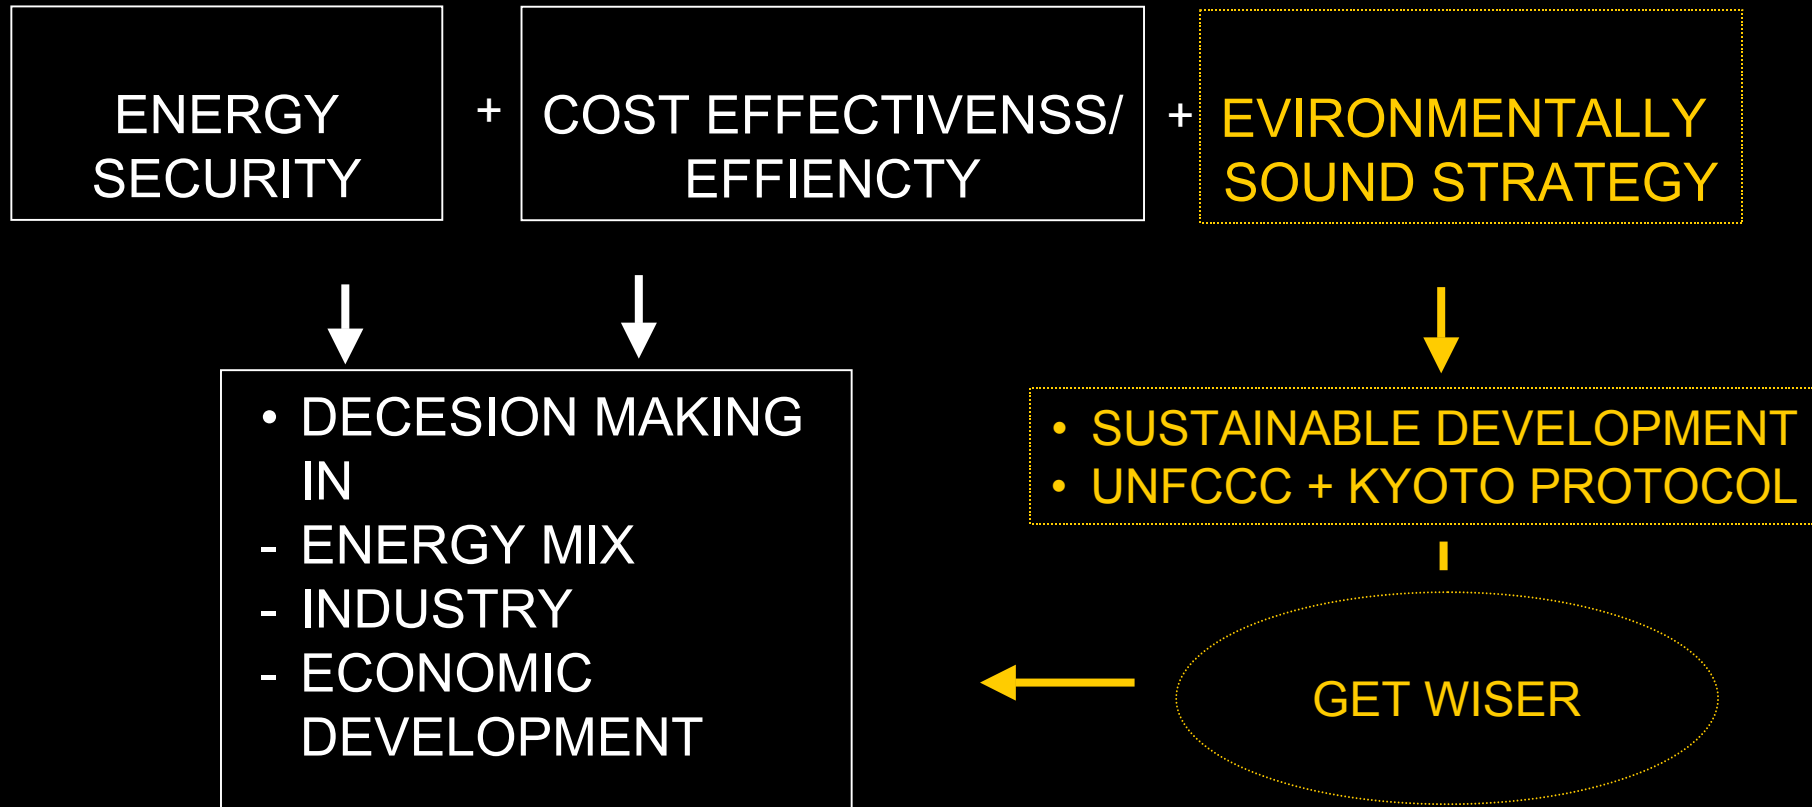 ENERGY
SECURITY
+
COST EFFECTIVENSS/
EFFIENCTY
+
EVIRONMENTALLY
SOUND STRATEGY
• DECESION MAKING
IN
- ENERGY MIX
- INDUSTRY
- ECONOMIC
DEVELOPMENT
• SUSTAINABLE DEVELOPMENT
• UNFCCC + KYOTO PROTOCOL
GET WISER